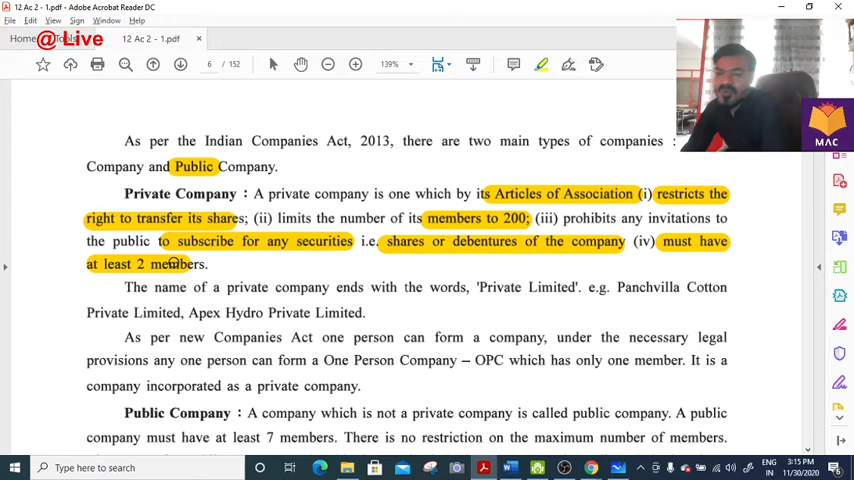 12 Ac 2 - 1.pdf - Adobe Acrobat Reader DC
File Edit View Sign Window Help
Home Tools 12 Ac 2 - 1.pdf ×
@ Live
6 / 152 139%
MAC
As per the Indian Companies Act, 2013, there are two main types of companies :
Company and Public Company.
Private Company : A private company is one which by its Articles of Association (i) restricts the
right to transfer its shares; (ii) limits the number of its members to 200; (iii) prohibits any invitations to
the public to subscribe for any securities i.e. shares or debentures of the company (iv) must have
at least 2 members.
The name of a private company ends with the words, 'Private Limited'. e.g. Panchvilla Cotton
Private Limited, Apex Hydro Private Limited.
As per new Companies Act one person can form a company, under the necessary legal
provisions any one person can form a One Person Company – OPC which has only one member. It is a
company incorporated as a private company.
Public Company : A company which is not a private company is called public company. A public
company must have at least 7 members. There is no restriction on the maximum number of members.
Type here to search
ENG
IN
3:15 PM
11/30/2020